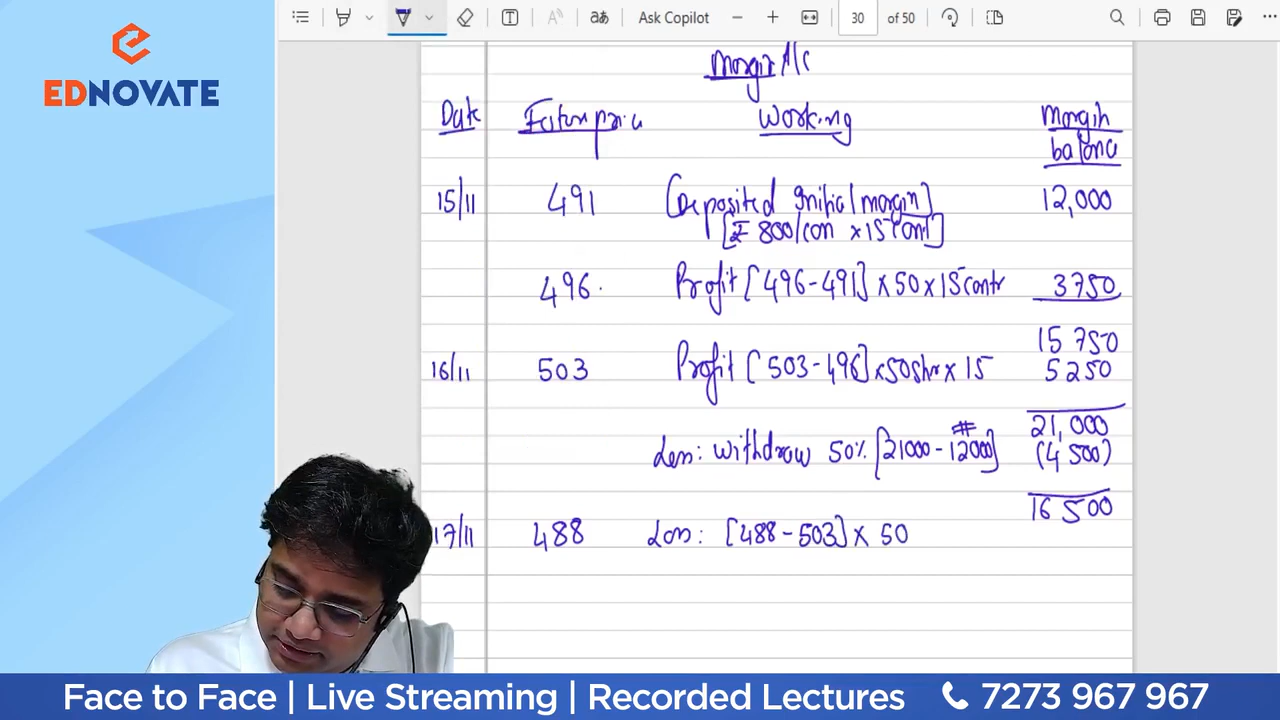 Ask Copilot
30 of 50
EDNOVATE
Margin A/c
Date Future price Working Margin balance
15/11 491 (Deposited Initial margin) 12,000
[₹ 800/con × 15 cont]
496. Profit [496-491] × 50 × 15 contr 3750
15 750
16/11 503 Profit [503-496] × 50 shr × 15 5250
21,000
#
Less: Withdraw 50% [21000-12000] (4 500)
16 500
17/11 488 Loss: [488-503] × 50
Face to Face | Live Streaming | Recorded Lectures 7273 967 967